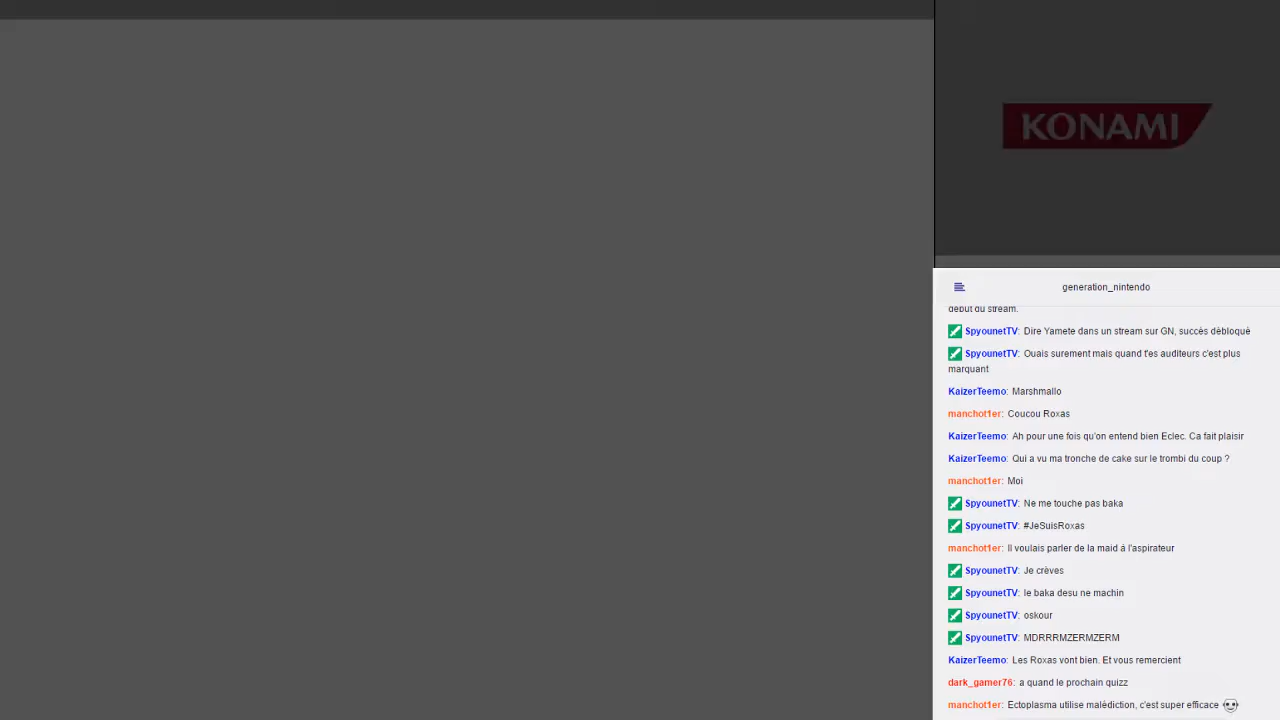 KONAMI
generation_nintendo
début du stream.
SpyounetTV: Dire Yamete dans un stream sur GN, succès débloqué
SpyounetTV: Ouais surement mais quand t'es auditeurs c'est plus
marquant
KaizerTeemo: Marshmallo
manchot1er: Coucou Roxas
KaizerTeemo: Ah pour une fois qu'on entend bien Eclec. Ca fait plaisir
KaizerTeemo: Qui a vu ma tronche de cake sur le trombi du coup ?
manchot1er: Moi
SpyounetTV: Ne me touche pas baka
SpyounetTV: #JeSuisRoxas
manchot1er: Il voulais parler de la maid á l'aspirateur
SpyounetTV: Je crèves
SpyounetTV: le baka desu ne machin
SpyounetTV: oskour
SpyounetTV: MDRRRMZERMZERM
KaizerTeemo: Les Roxas vont bien. Et vous remercient
dark_gamer76: a quand le prochain quizz
manchot1er: Ectoplasma utilise malédiction, c'est super efficace